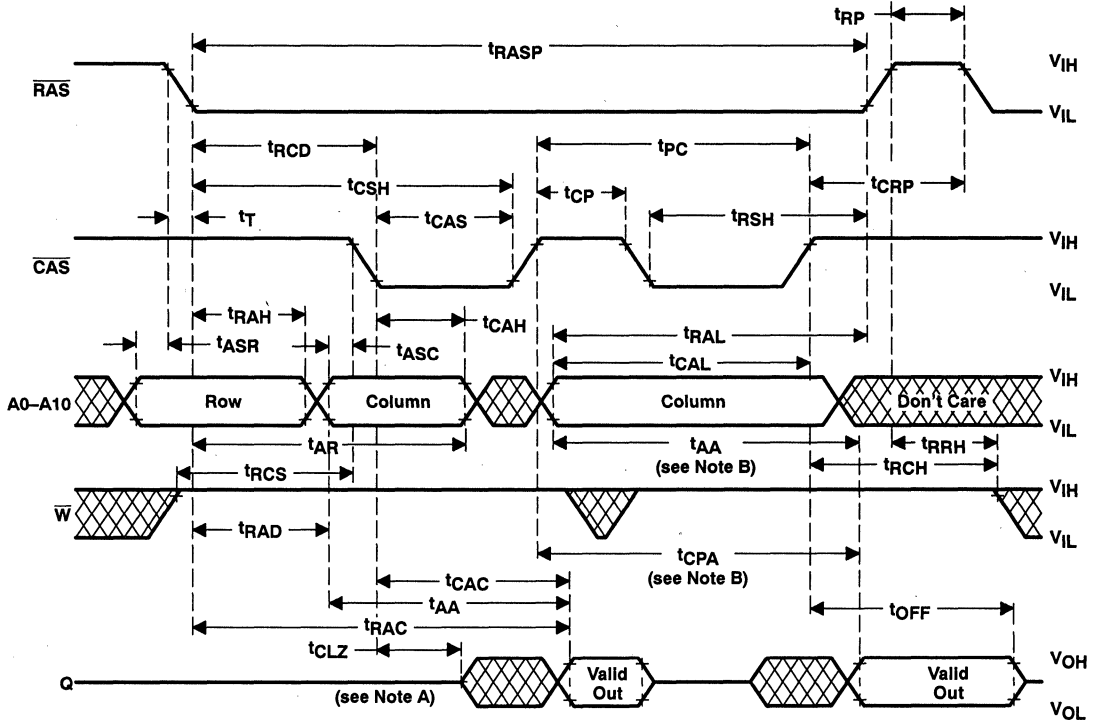 tRP
tRASP
VIH
RAS
VIL
tRCD
tPC
tCSH
tCP
tCRP
tT
tCAS
tRSH
VIH
CAS
VIL
tRAH
tCAH
tRAL
tASR
tASC
tCAL
VIH
A0–A10
Row
Column
Column
Don't Care
VIL
tAR
tAA
tRRH
(see Note B)
tRCS
tRCH
VIH
W
tRAD
VIL
tCPA
(see Note B)
tCAC
tAA
tOFF
tRAC
tCLZ
VOH
Q
(see Note A)
Valid Out
Valid Out
VOL